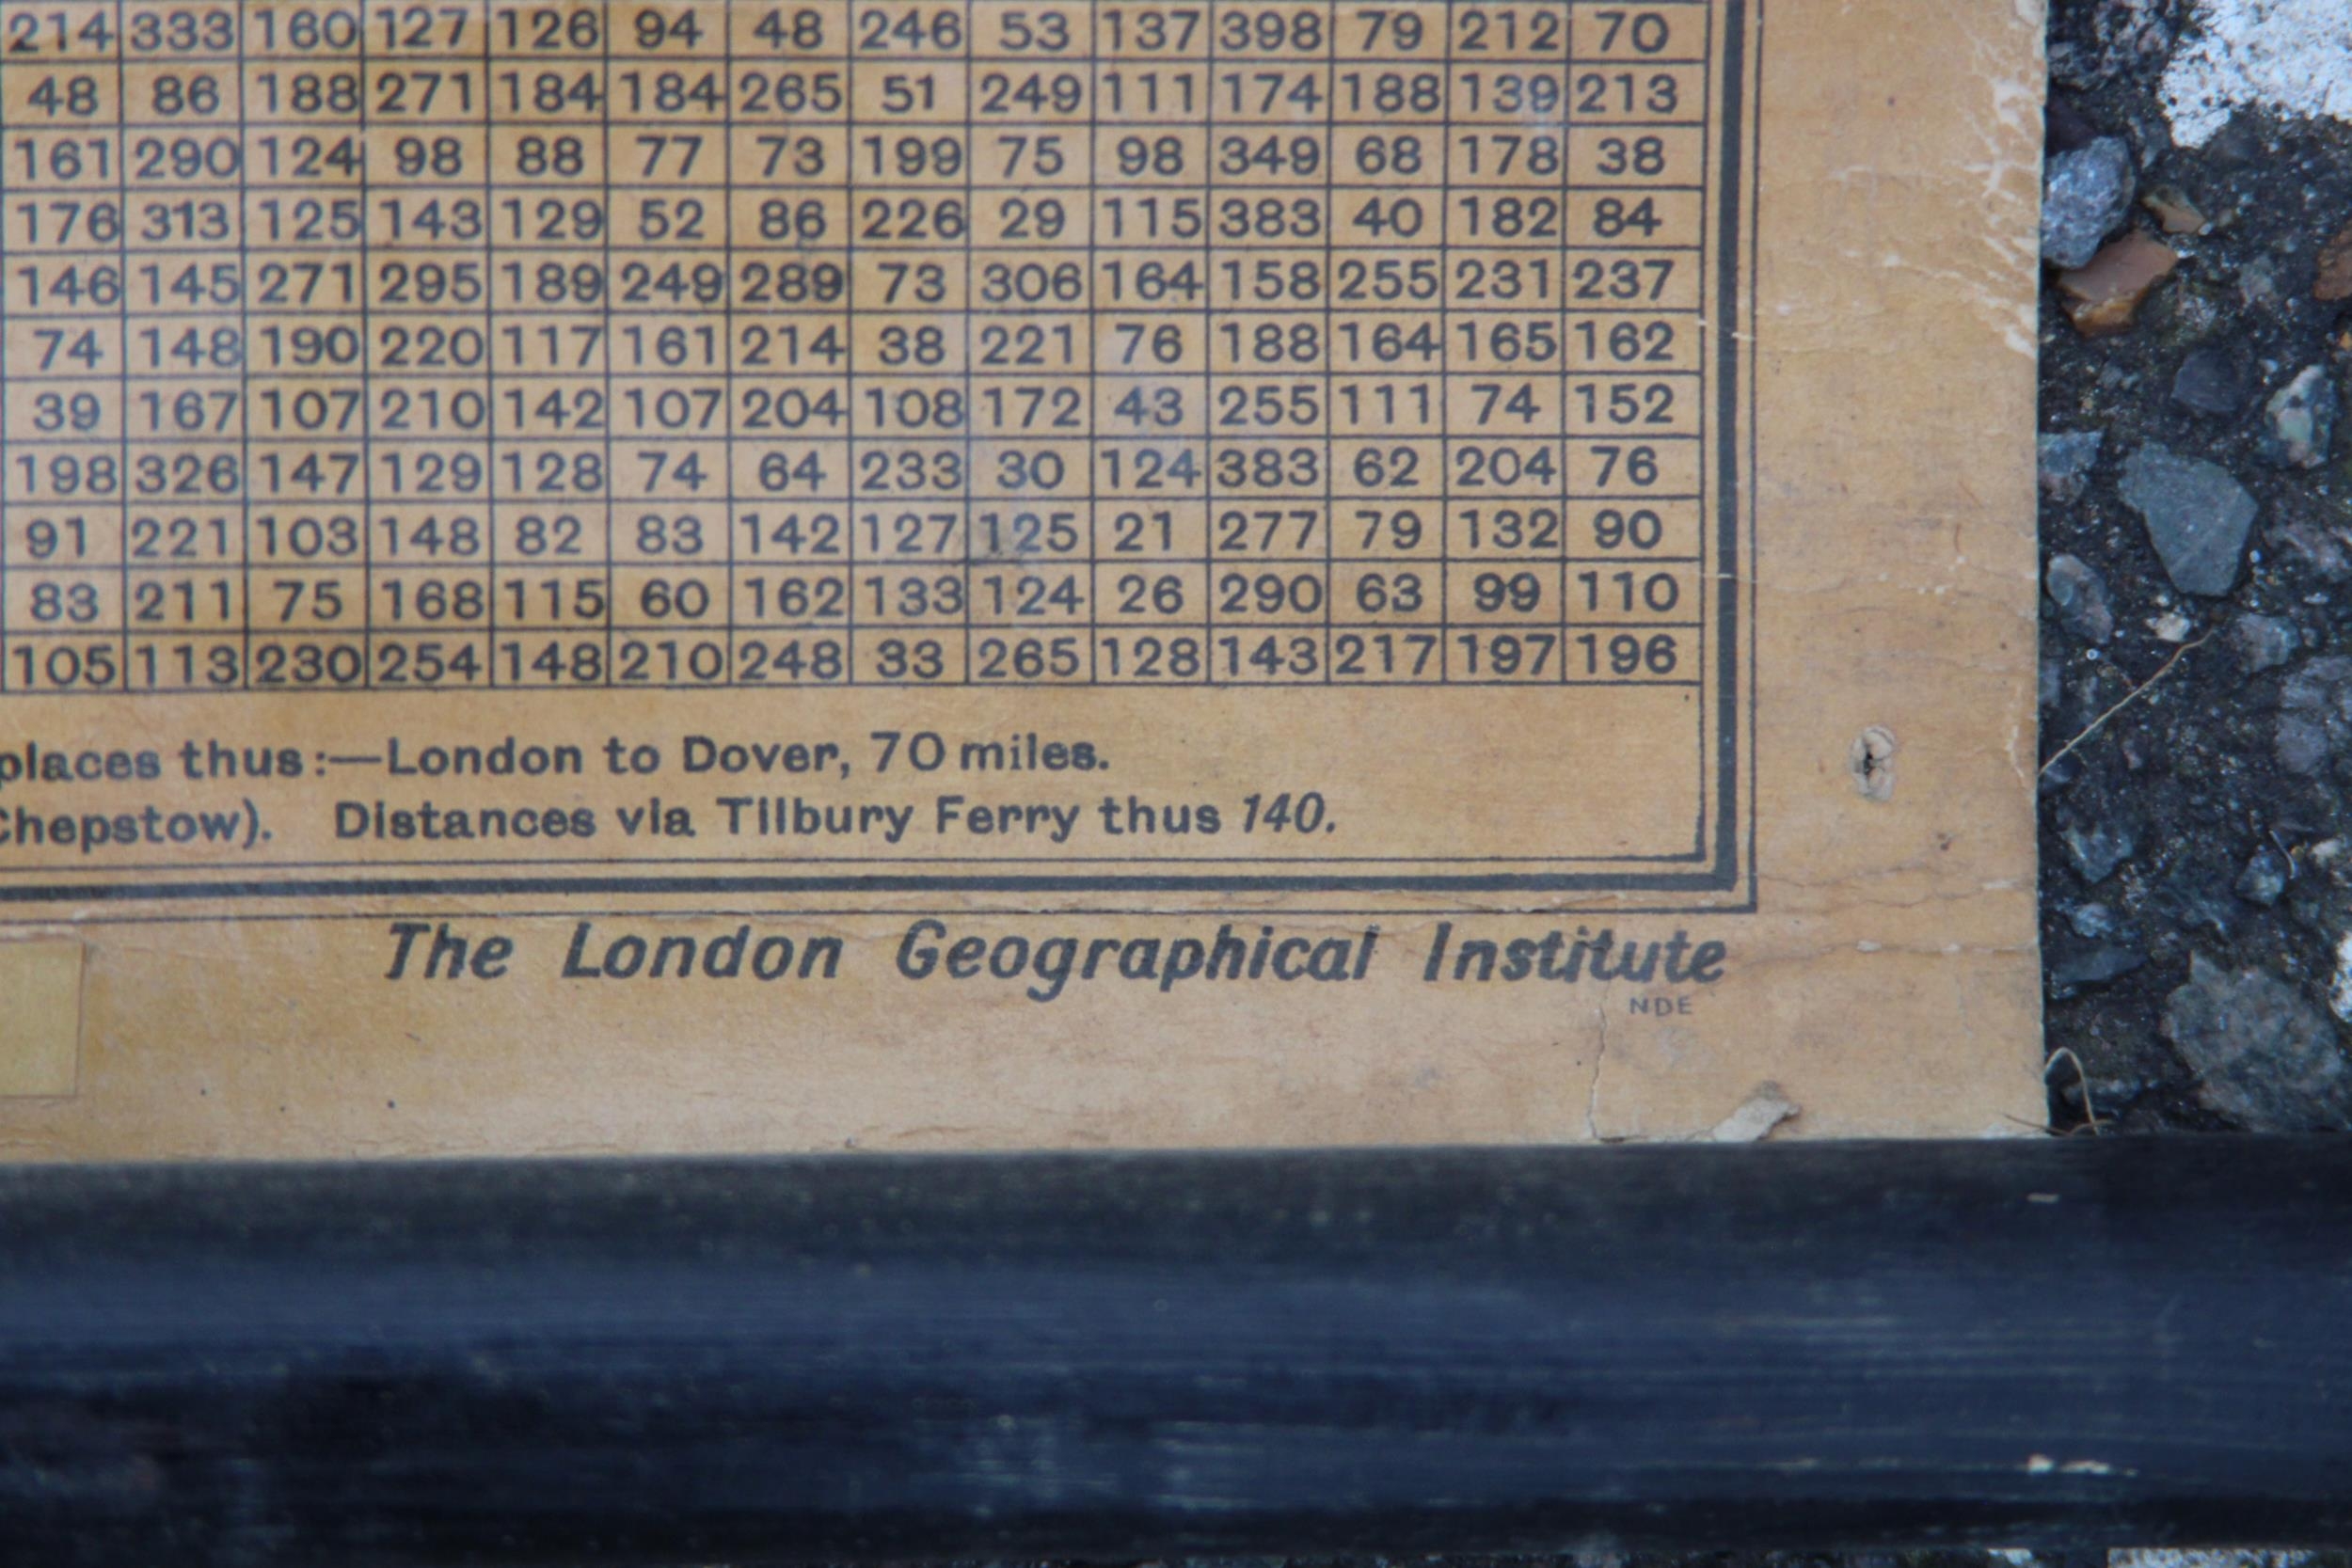 214 333 160 127 126 94 48 246 53 137 398 79 212 70
48 86 188 271 184 184 265 51 249 111 174 188 139 213
161 290 124 98 88 77 73 199 75 98 349 68 178 38
176 313 125 143 129 52 86 226 29 115 383 40 182 84
146 145 271 295 189 249 289 73 306 164 158 255 231 237
74 148 190 220 117 161 214 38 221 76 188 164 165 162
39 167 107 210 142 107 204 108 172 43 255 111 74 152
198 326 147 129 128 74 64 233 30 124 383 62 204 76
91 221 103 148 82 83 142 127 125 21 277 79 132 90
83 211 75 168 115 60 162 133 124 26 290 63 99 110
105 113 230 254 148 210 248 33 265 128 143 217 197 196
places thus:—London to Dover, 70 miles.
Chepstow). Distances via Tilbury Ferry thus 140.
The London Geographical Institute
NDE